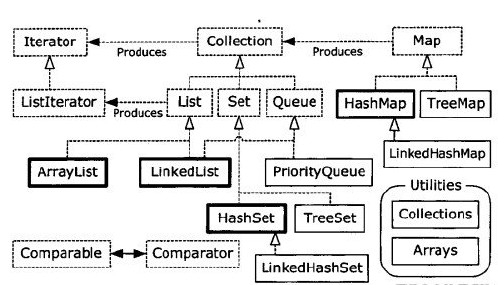 Iterator
Produces
Collection
Produces
Map
ListIterator
Produces
List
Set
Queue
HashMap
TreeMap
ArrayList
LinkedList
PriorityQueue
LinkedHashMap
Utilities
HashSet
TreeSet
Collections
Comparable
Comparator
Arrays
LinkedHashSet